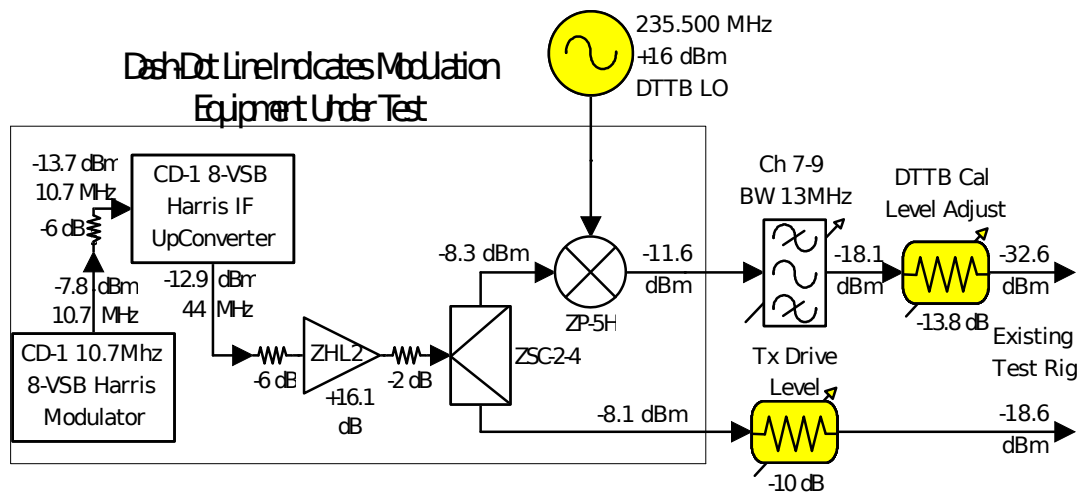 235.500 MHz
+16 dBm
DTTB LO
Dash-Dot Line Indicates Modulation
Equipment Under Test
-13.7 dBm
10.7 MHz
-6 dB
CD-1 8-VSB
Harris IF
UpConverter
-7.8 dBm
10.7 MHz
-12.9 dBm
44 MHz
CD-1 10.7Mhz
8-VSB Harris
Modulator
-6 dB
ZHL2
+16.1
dB
-2 dB
ZSC-2-4
-8.3 dBm
ZP-5H
-11.6
dBm
Ch 7-9
BW 13MHz
-18.1
dBm
DTTB Cal
Level Adjust
-13.8 dB
-32.6
dBm
Existing
Test Rig
-8.1 dBm
Tx Drive
Level
-10 dB
-18.6
dBm